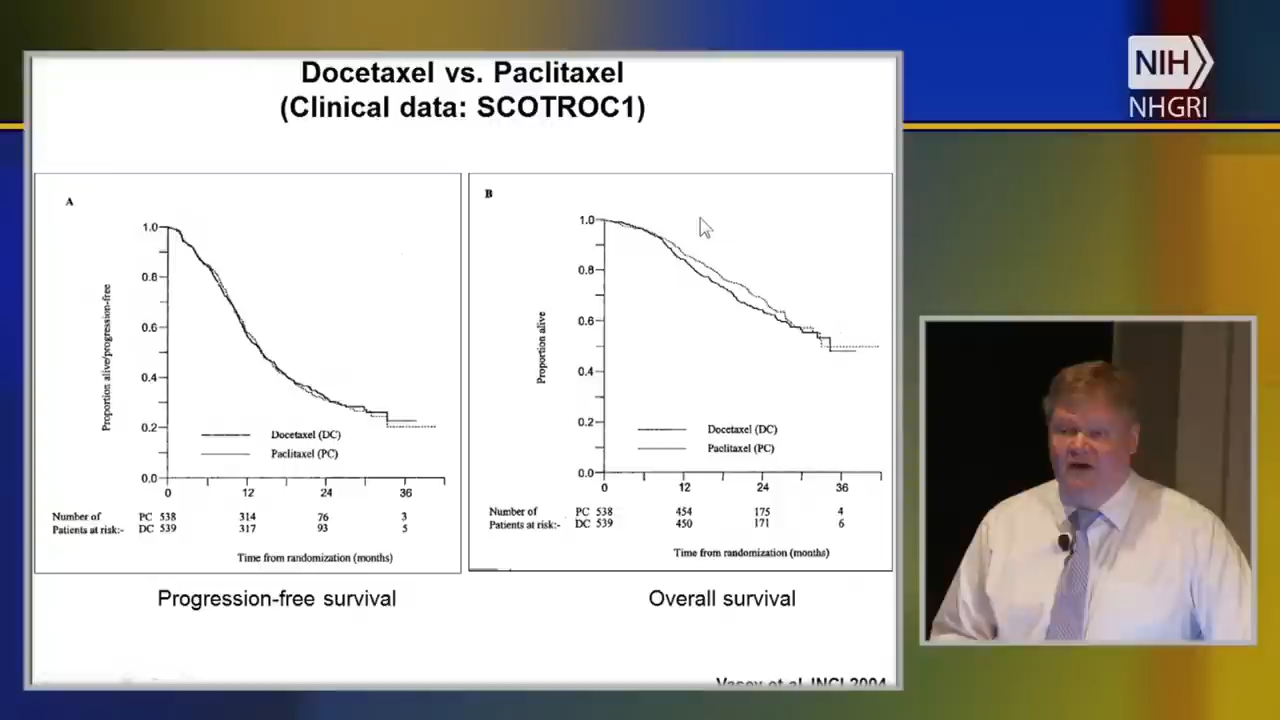 Docetaxel vs. Paclitaxel
(Clinical data: SCOTROC1)
NIH
NHGRI
A
Proportion alive/progression-free
1.0
0.8
0.6
0.4
0.2
0.0
Docetaxel (DC)
Paclitaxel (PC)
0 12 24 36
Number of PC 538 314 76 3
Patients at risk:- DC 539 317 93 5
Time from randomization (months)
Progression-free survival
B
Proportion alive
1.0
0.8
0.6
0.4
0.2
0.0
Docetaxel (DC)
Paclitaxel (PC)
0 12 24 36
Number of PC 538 454 175 4
Patients at risk:- DC 539 450 171 6
Time from randomization (months)
Overall survival
Vasey et al JNCI 2004